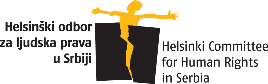 Helsinški odbor
za ljudska prava
u Srbiji
Helsinki Committee
for Human Rights
in Serbia